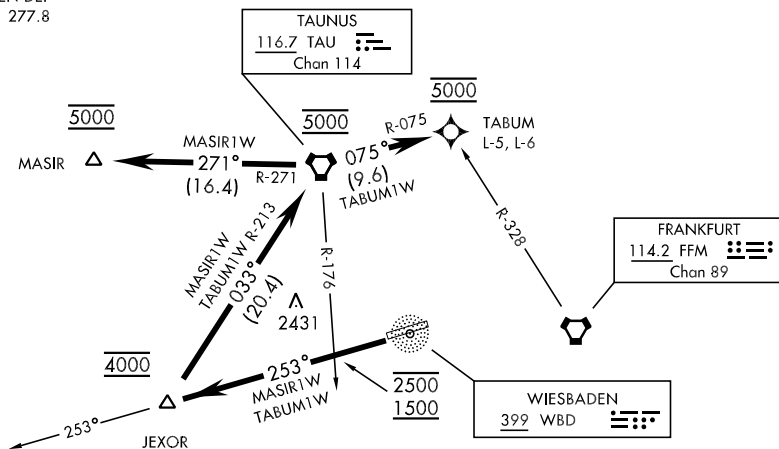 277.8
TAUNUS
116.7 TAU
Chan 114
5000
5000
5000
MASIR
MASIR1W
271°
(16.4)
R-271
R-075
075°
(9.6)
TABUM1W
TABUM
L-5, L-6
R-328
FRANKFURT
114.2 FFM
Chan 89
MASIR1W
TABUM1W R-213
033°
(20.4)
R-176
2431
4000
253°
MASIR1W
TABUM1W
2500
1500
WIESBADEN
399 WBD
253°
JEXOR